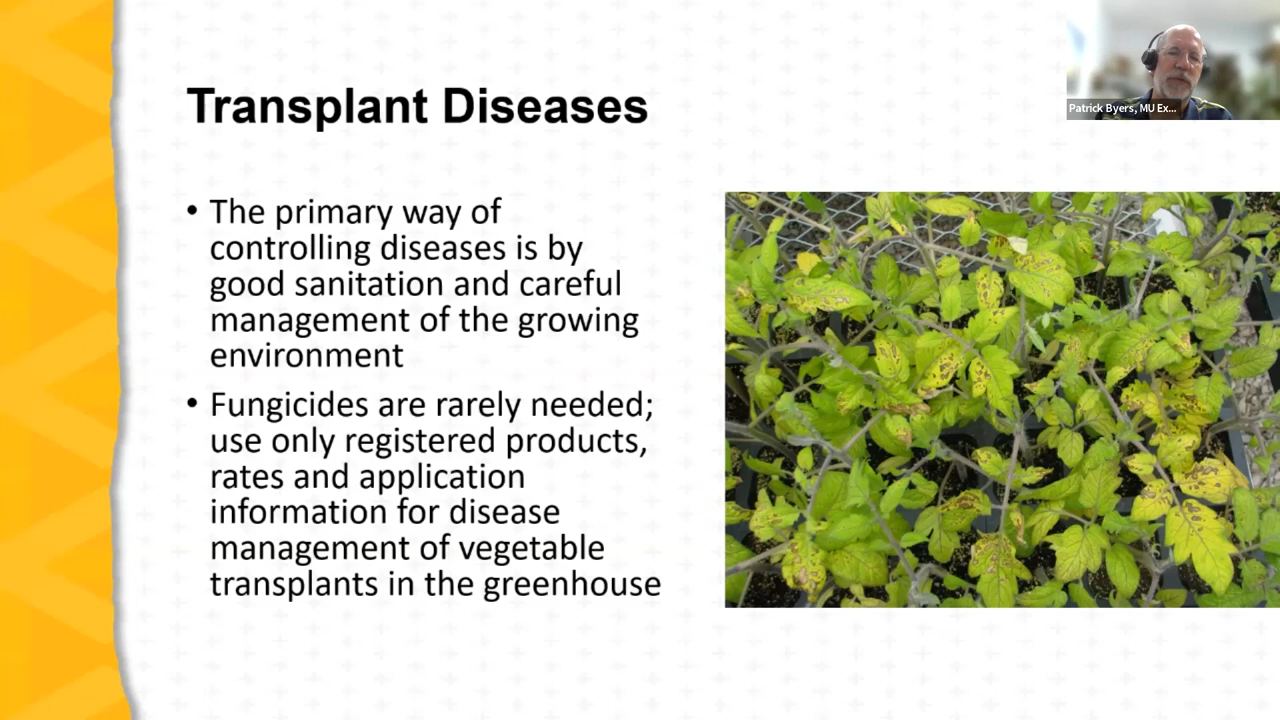 Transplant Diseases
Patrick Byers, MU Ex...
• The primary way of
controlling diseases is by
good sanitation and careful
management of the growing
environment
• Fungicides are rarely needed;
use only registered products,
rates and application
information for disease
management of vegetable
transplants in the greenhouse